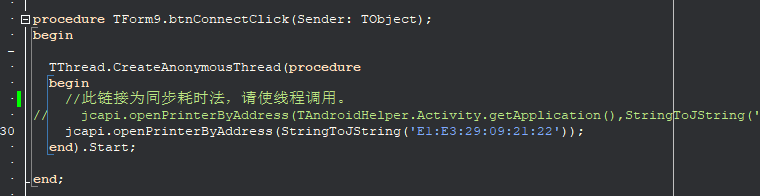 procedure TForm9.btnConnectClick(Sender: TObject);
begin
TThread.CreateAnonymousThread(procedure
begin
//此链接为同步耗时法，请使线程调用。
// jcapi.openPrinterByAddress(TAndroidHelper.Activity.getApplication(),StringToJString('
30 jcapi.openPrinterByAddress(StringToJString('E1:E3:29:09:21:22'));
end).Start;
end;